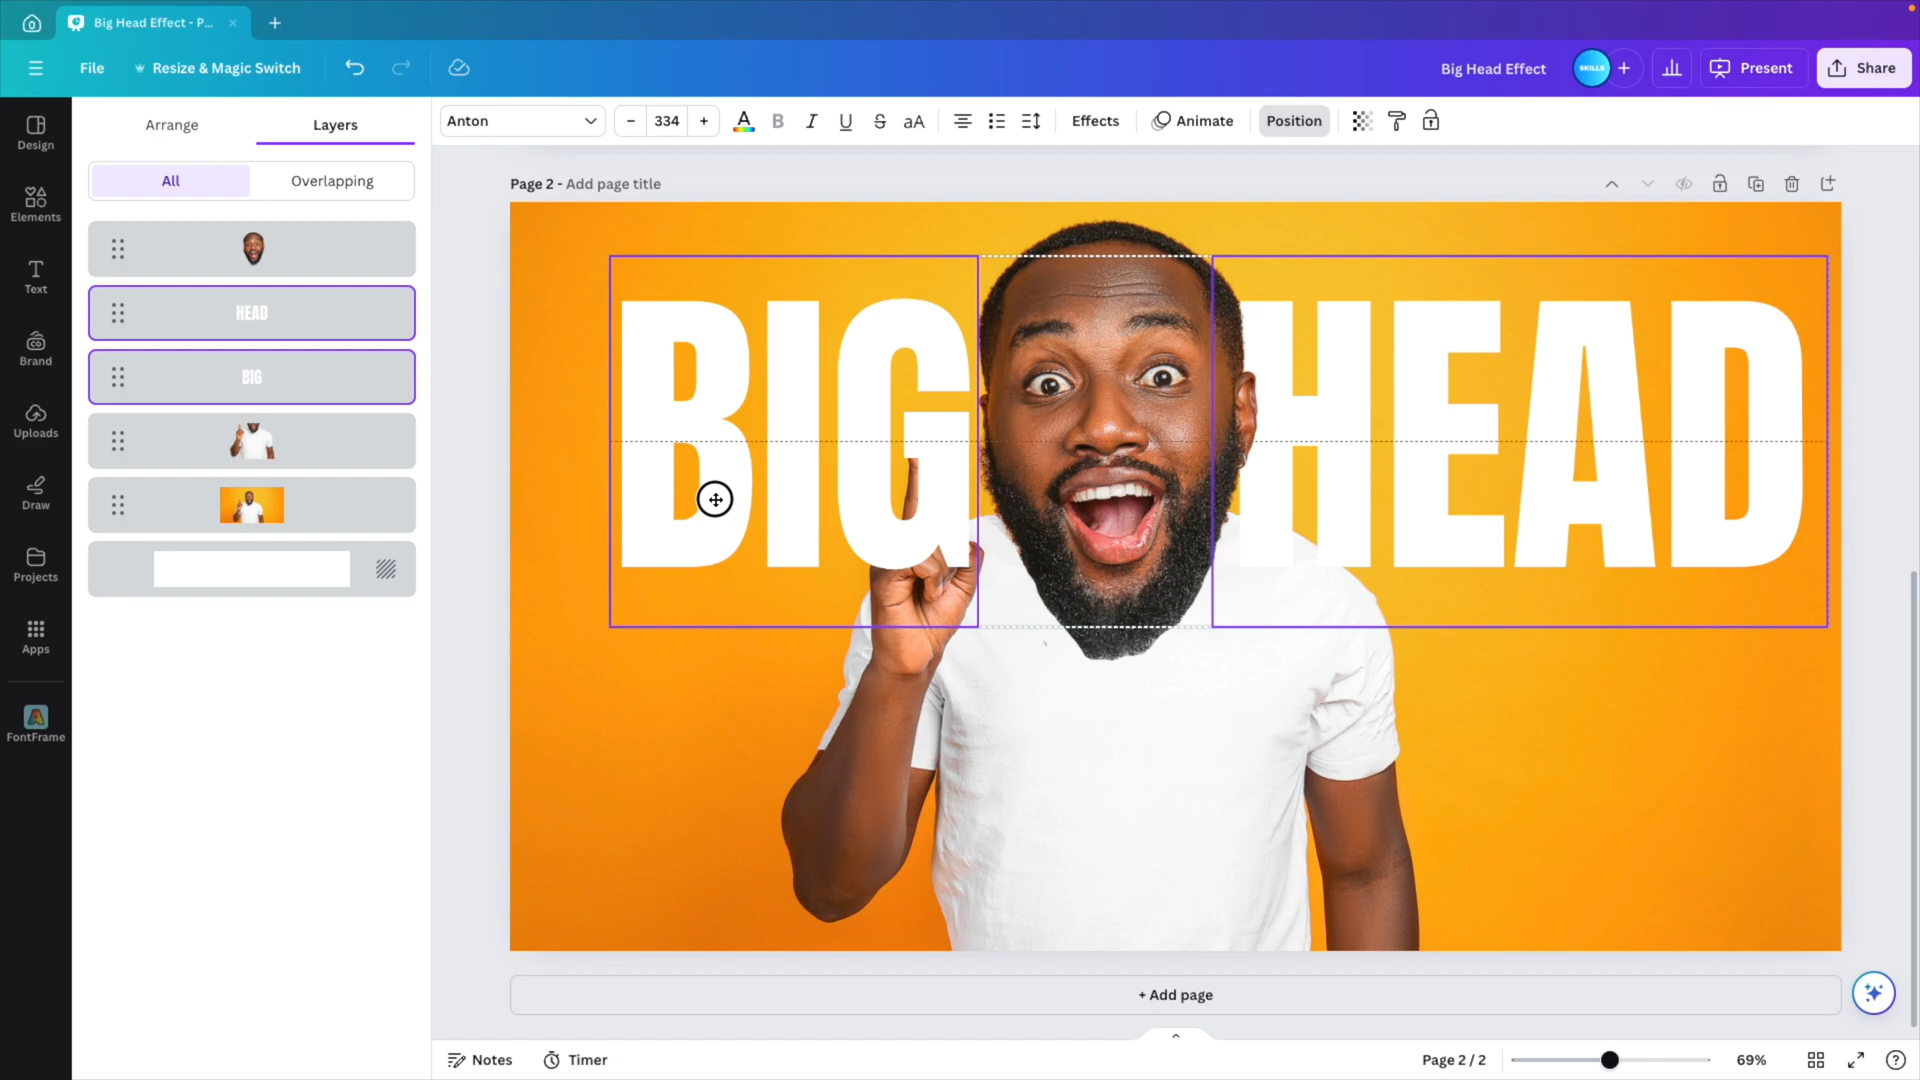 Big Head Effect - P...
File
Resize & Magic Switch
Big Head Effect
SKILLS
Present
Share
Design
Elements
Text
Brand
Uploads
Draw
Projects
Apps
FontFrame
Arrange
Layers
All
Overlapping
HEAD
BIG
Anton
334
A
B
I
U
S
aA
Effects
Animate
Position
Page 2 - Add page title
BIG HEAD
+ Add page
Notes
Timer
Page 2 / 2
69%